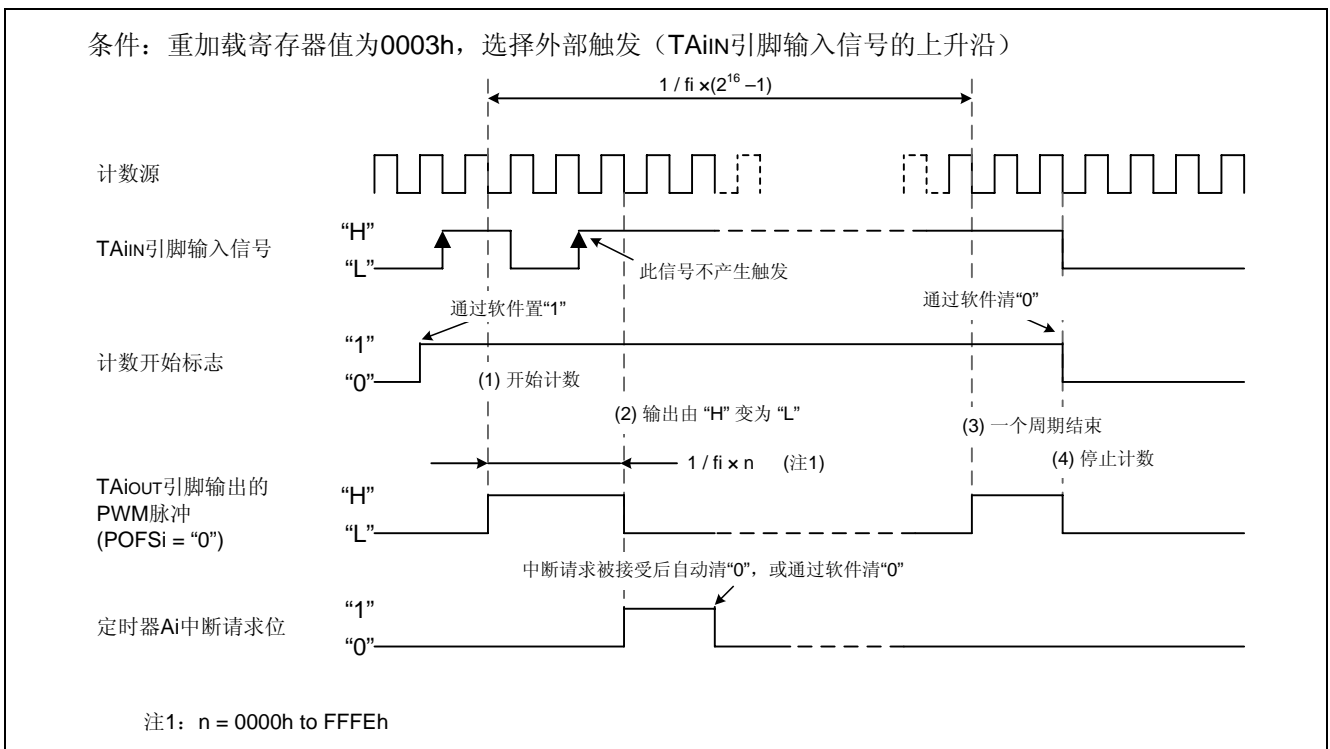 条件：重加载寄存器值为0003h，选择外部触发（TAiIN引脚输入信号的上升沿）
1 / fi ×(2¹⁶ –1)
计数源
TAiIN引脚输入信号
“H”
“L”
此信号不产生触发
通过软件置“1”
通过软件清“0”
计数开始标志
“1”
“0”
(1) 开始计数
(2) 输出由 “H” 变为 “L”
(3) 一个周期结束
(4) 停止计数
1 / fi × n (注1)
TAiOUT引脚输出的
PWM脉冲
(POFSi = “0”)
“H”
“L”
中断请求被接受后自动清“0”，或通过软件清“0”
定时器Ai中断请求位
“1”
“0”
注1：n = 0000h to FFFEh